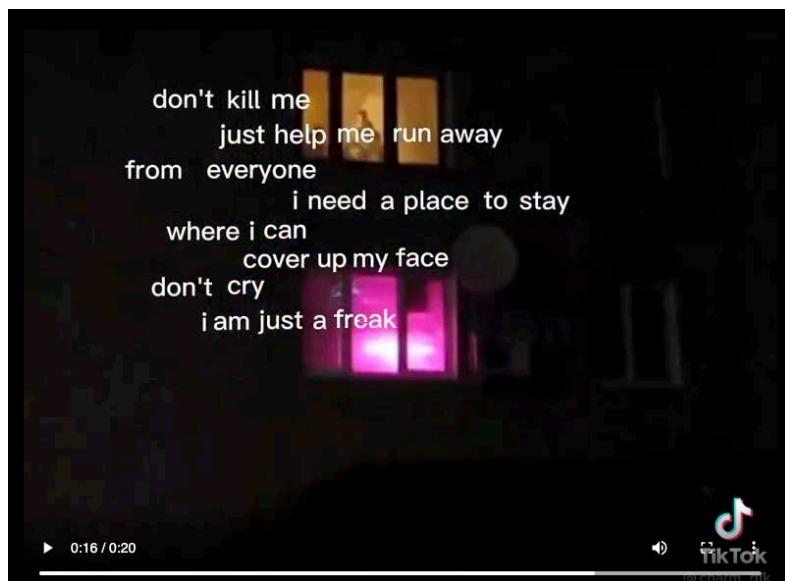 don't kill me
just help me run away
from everyone
i need a place to stay
where i can
cover up my face
don't cry
i am just a freak
0:16 / 0:20
TikTok